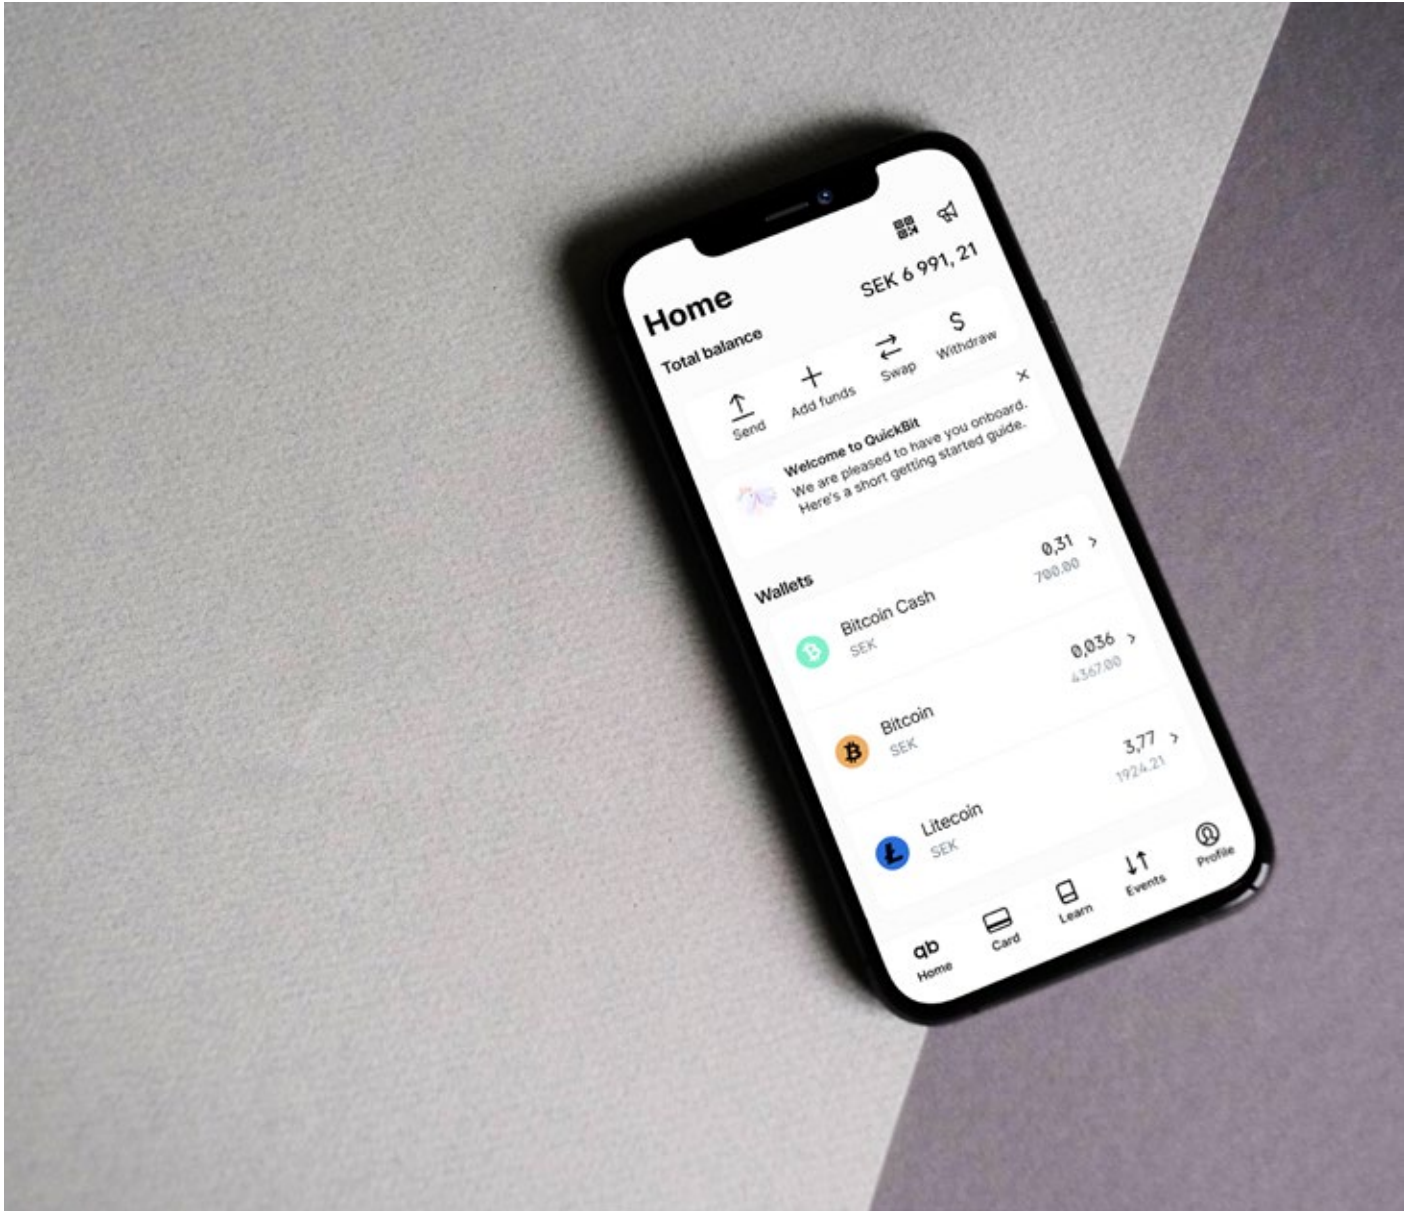 Home
Total balance
SEK 6 991, 21
Send
Add funds
Swap
Withdraw
Welcome to QuickBit
We are pleased to have you onboard.
Here's a short getting started guide.
Wallets
Bitcoin Cash
0,31
SEK
700.00
Bitcoin
0,036
SEK
4367.00
Litecoin
3,77
SEK
1924.21
qb
Home
Card
Learn
Events
Profile